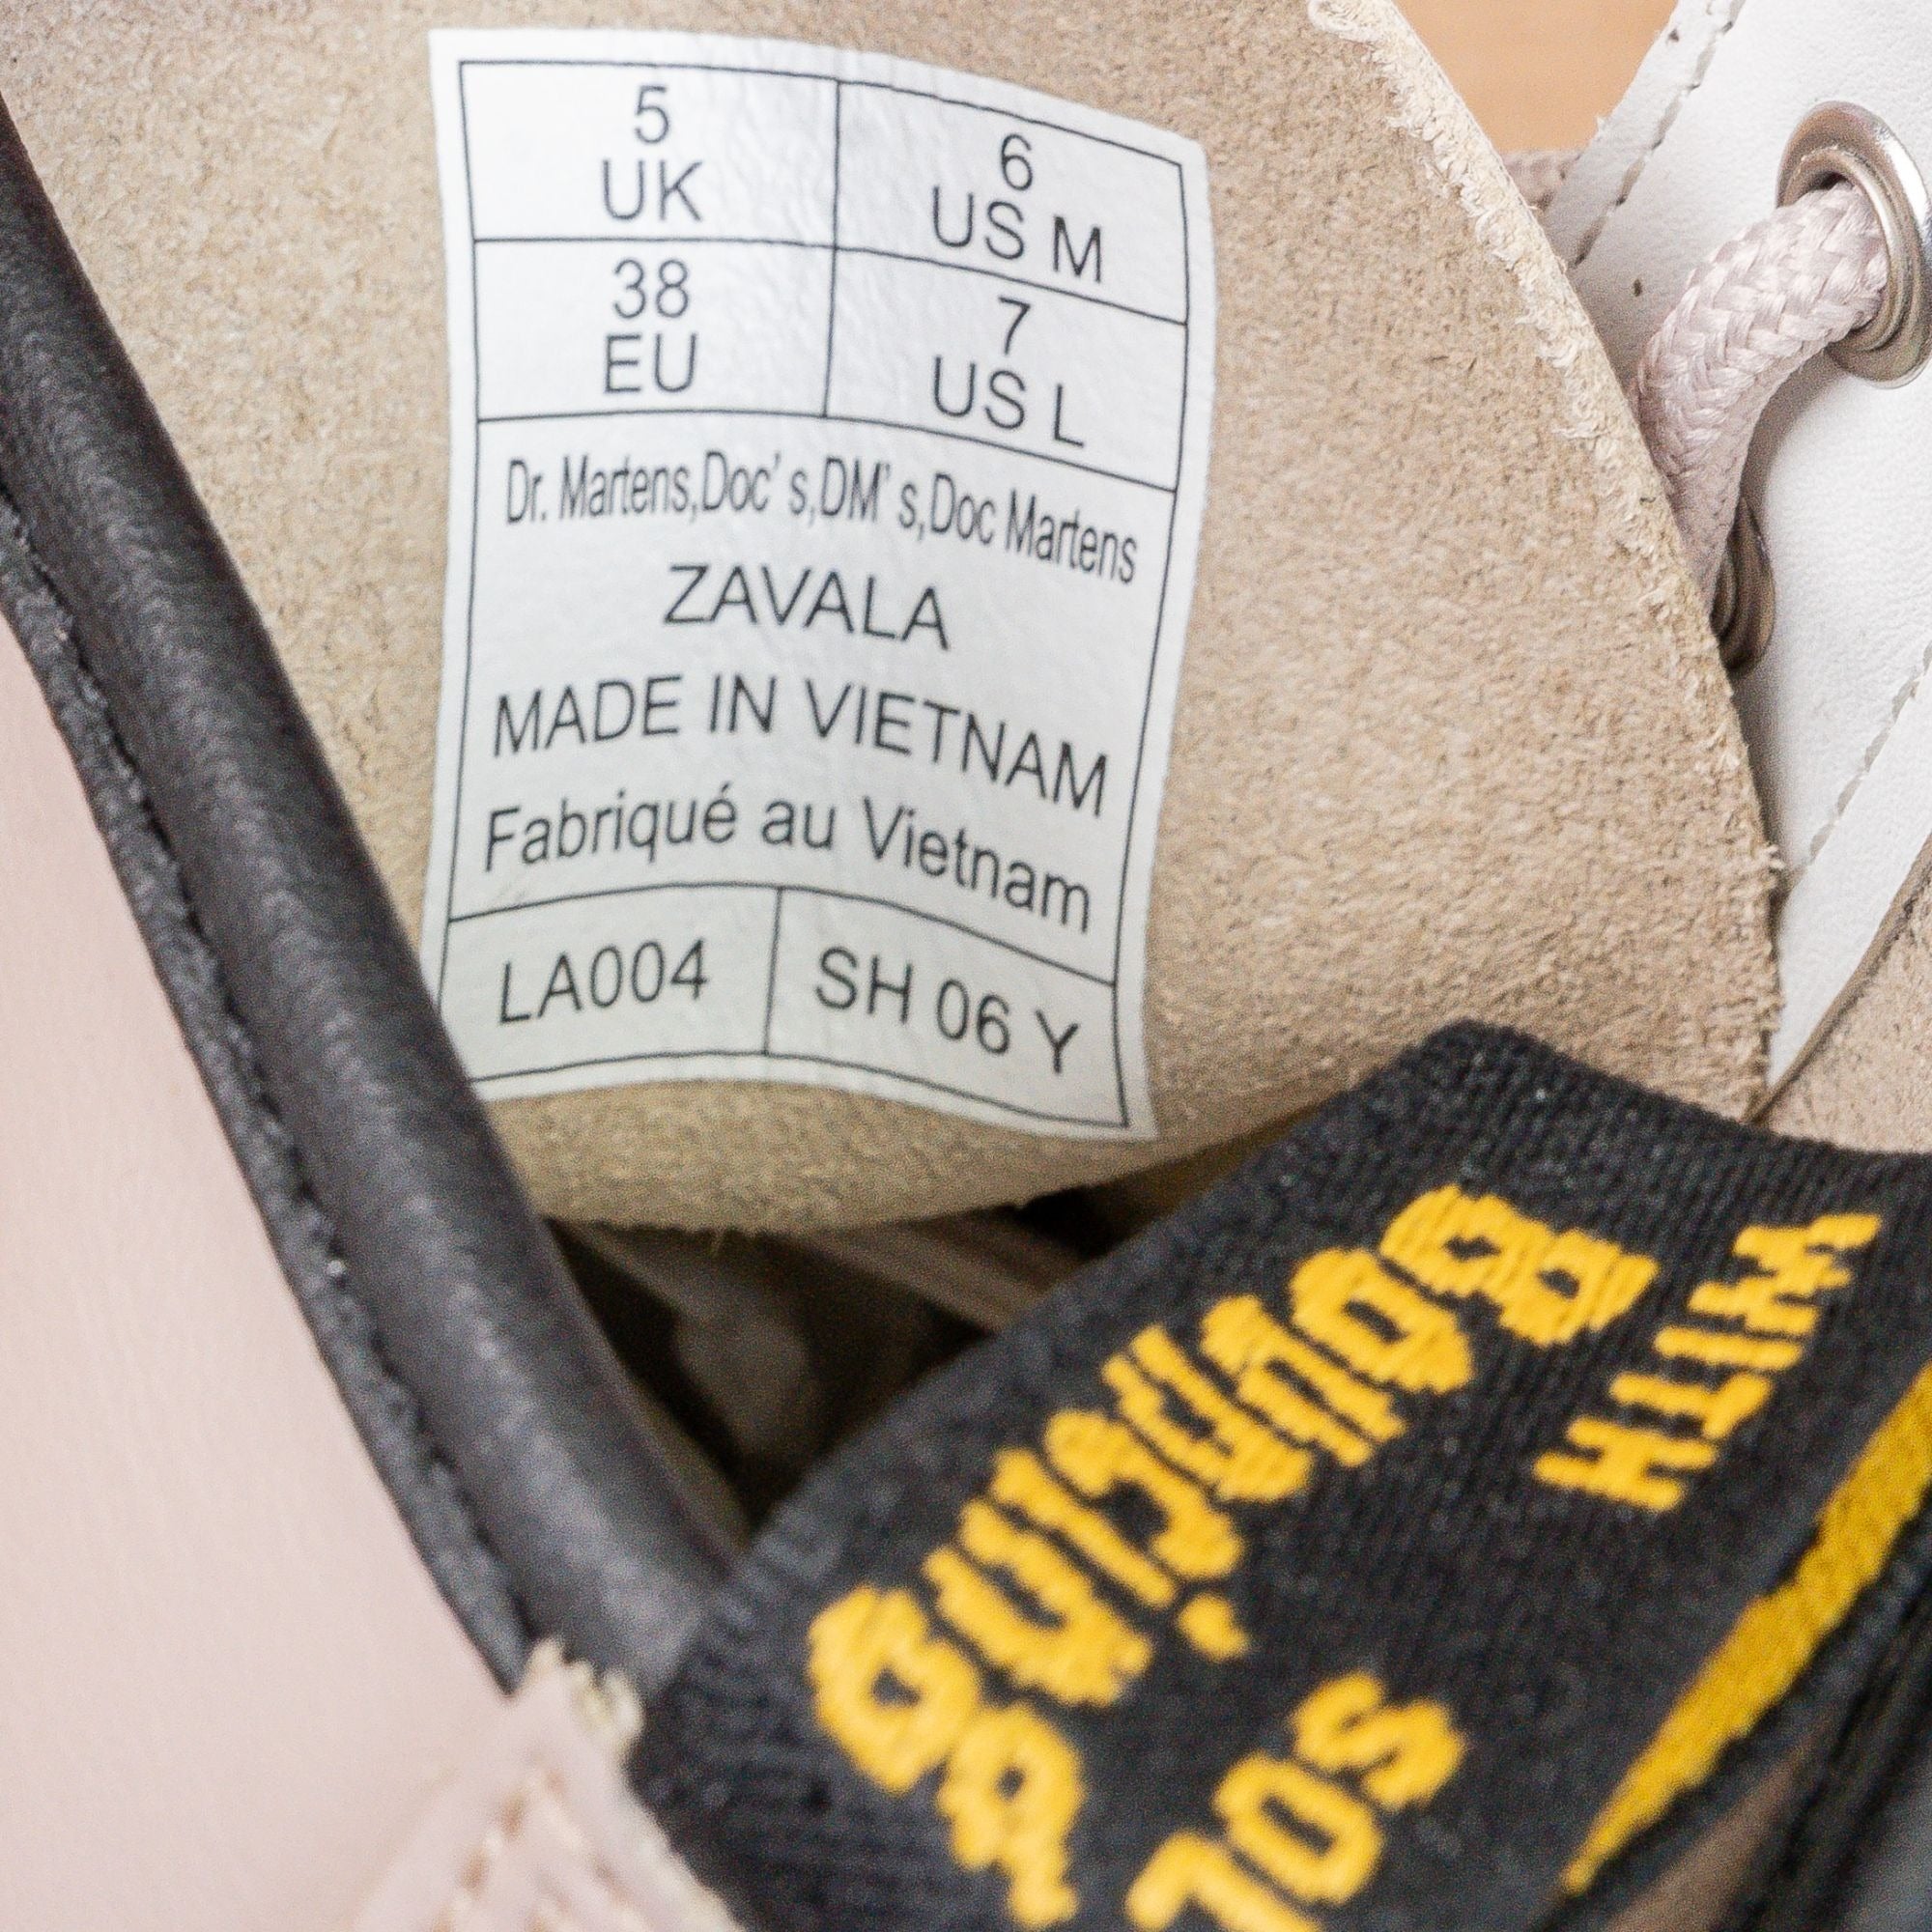 5
UK
6
US M
38
EU
7
US L
Dr. Martens,Doc' s,DM' s,Doc Martens
ZAVALA
MADE IN VIETNAM
Fabriqué au Vietnam
LA004
SH 06 Y
WITH
Bouncing
SOL